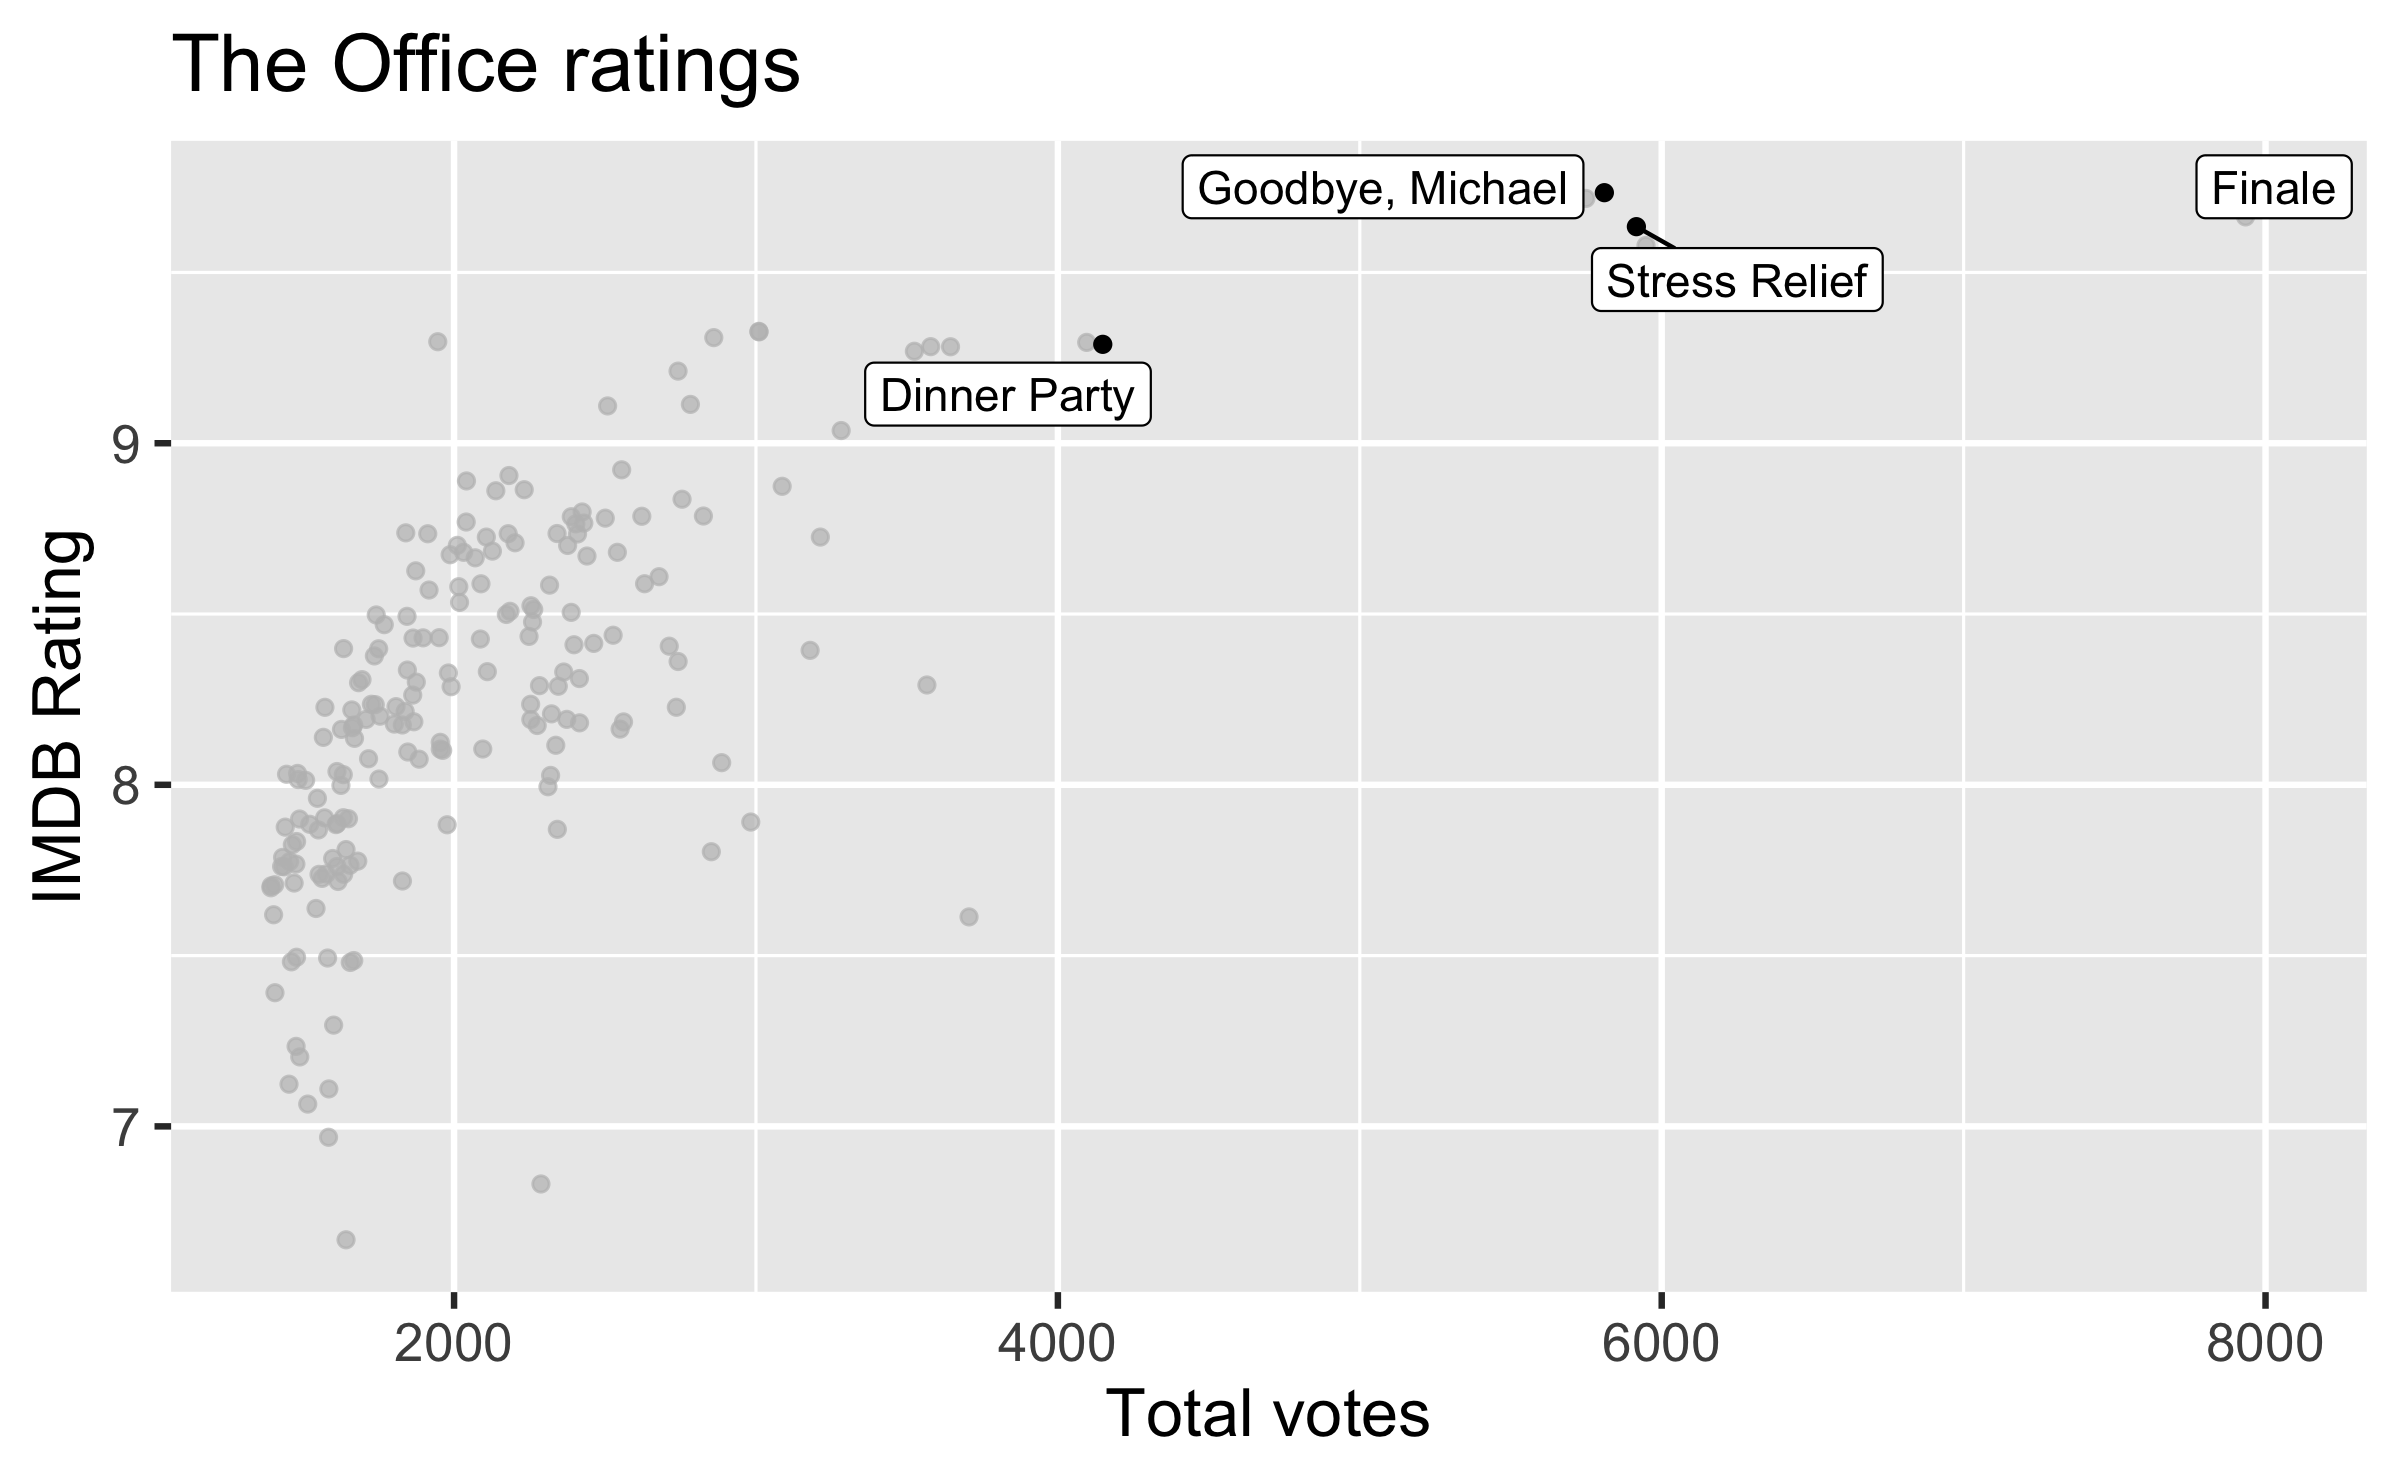 The Office ratings
Goodbye, Michael
Finale
Stress Relief
Dinner Party
9
8
7
IMDB Rating
2000 4000 6000 8000
Total votes